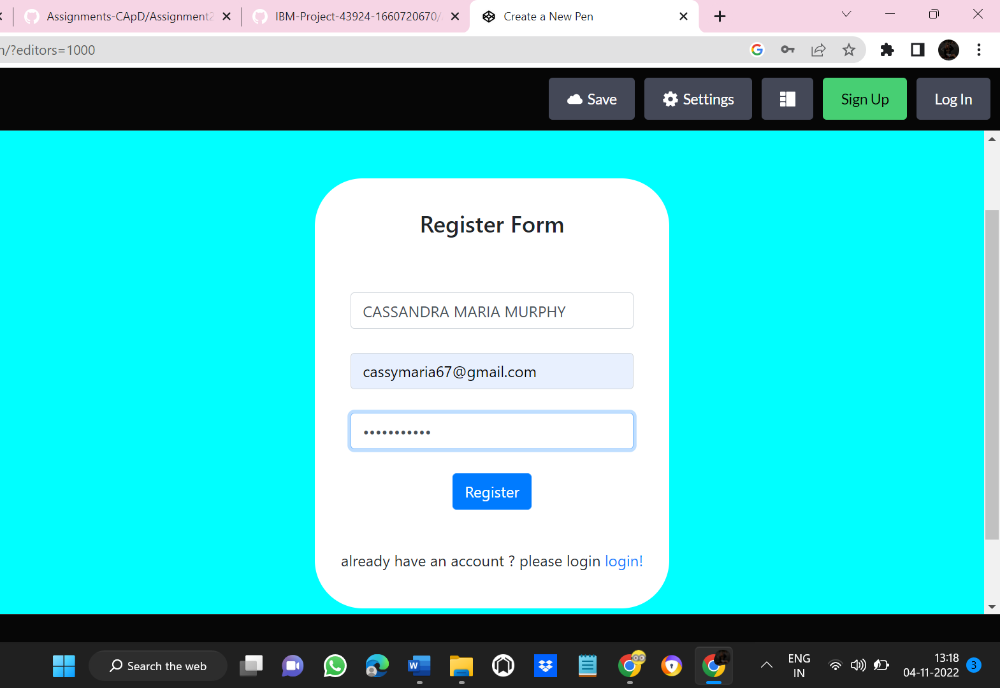 Assignments-CApD/Assignment2
IBM-Project-43924-1660720670/
Create a New Pen
/?editors=1000
Save
Settings
Sign Up
Log In
Register Form
CASSANDRA MARIA MURPHY
cassymaria67@gmail.com
•••••••••••
Register
already have an account ? please login login!
Search the web
ENG
IN
13:18
04-11-2022
3